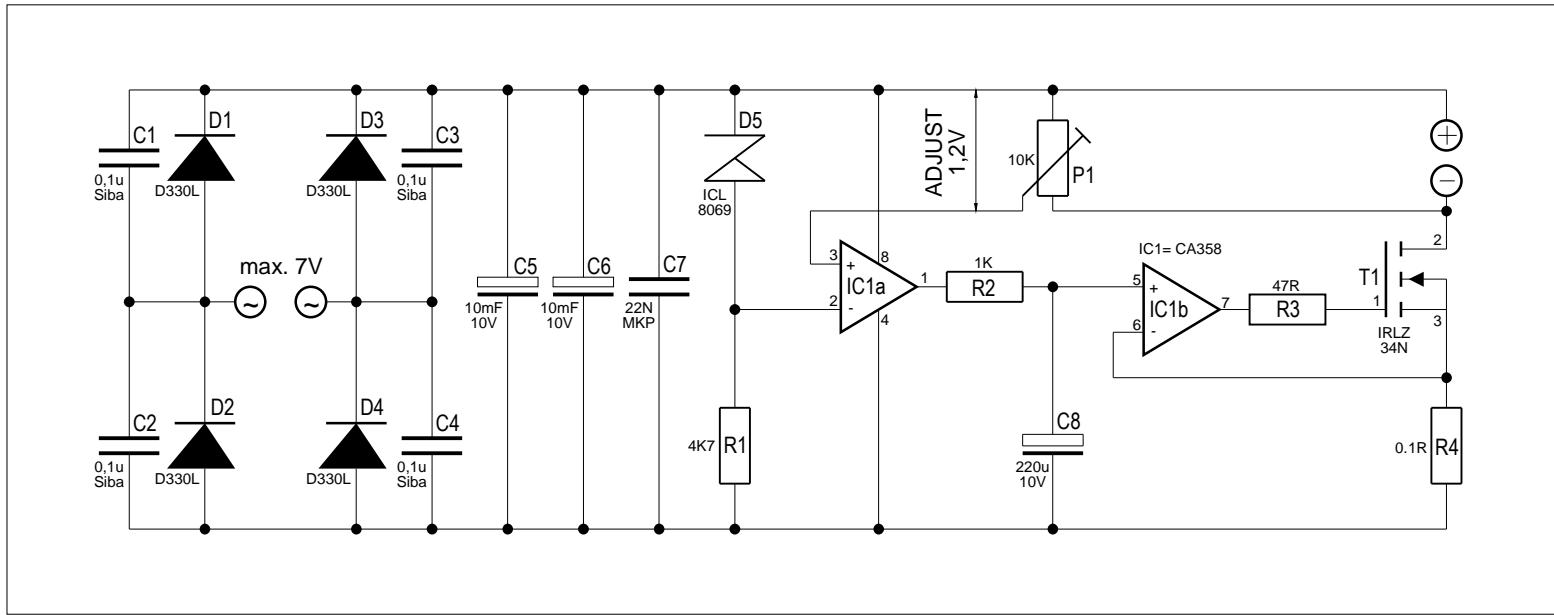 C1
0,1u
Siba
D1
D330L
D3
D330L
C3
0,1u
Siba
max. 7V
~
~
C2
0,1u
Siba
D2
D330L
D4
D330L
C4
0,1u
Siba
C5
10mF
10V
C6
10mF
10V
C7
22N
MKP
D5
ICL
8069
4K7
R1
3
+
2
-
IC1a
8
4
1
ADJUST
1,2V
10K
P1
1K
R2
C8
220u
10V
IC1= CA358
5
+
6
-
IC1b
7
47R
R3
+
−
T1
2
1
3
IRLZ
34N
0.1R
R4